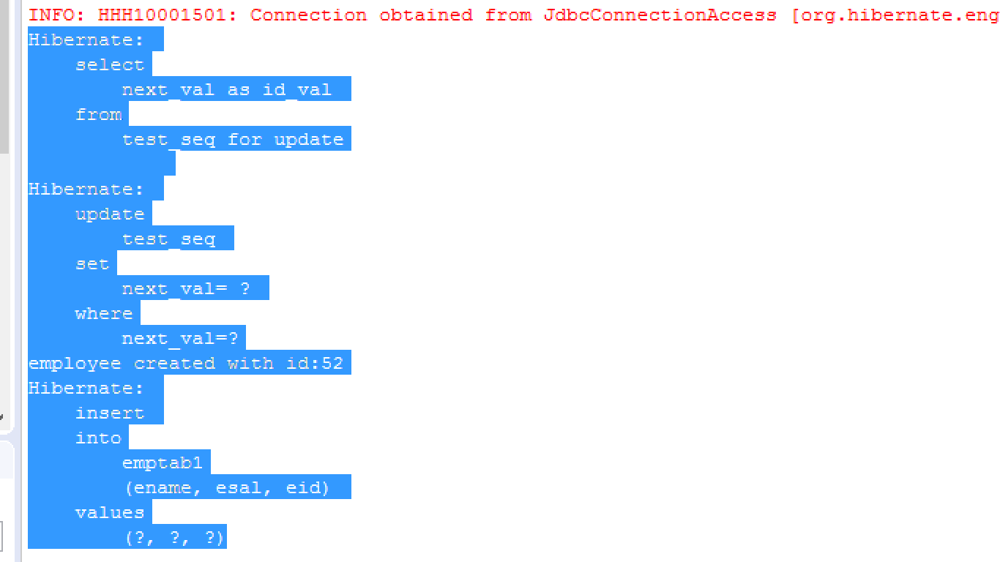 INFO: HHH10001501: Connection obtained from JdbcConnectionAccess [org.hibernate.eng
Hibernate:
select
next_val as id_val
from
test_seq for update
Hibernate:
update
test_seq
set
next_val= ?
where
next_val=?
employee created with id:52
Hibernate:
insert
into
emptab1
(ename, esal, eid)
values
(?, ?, ?)